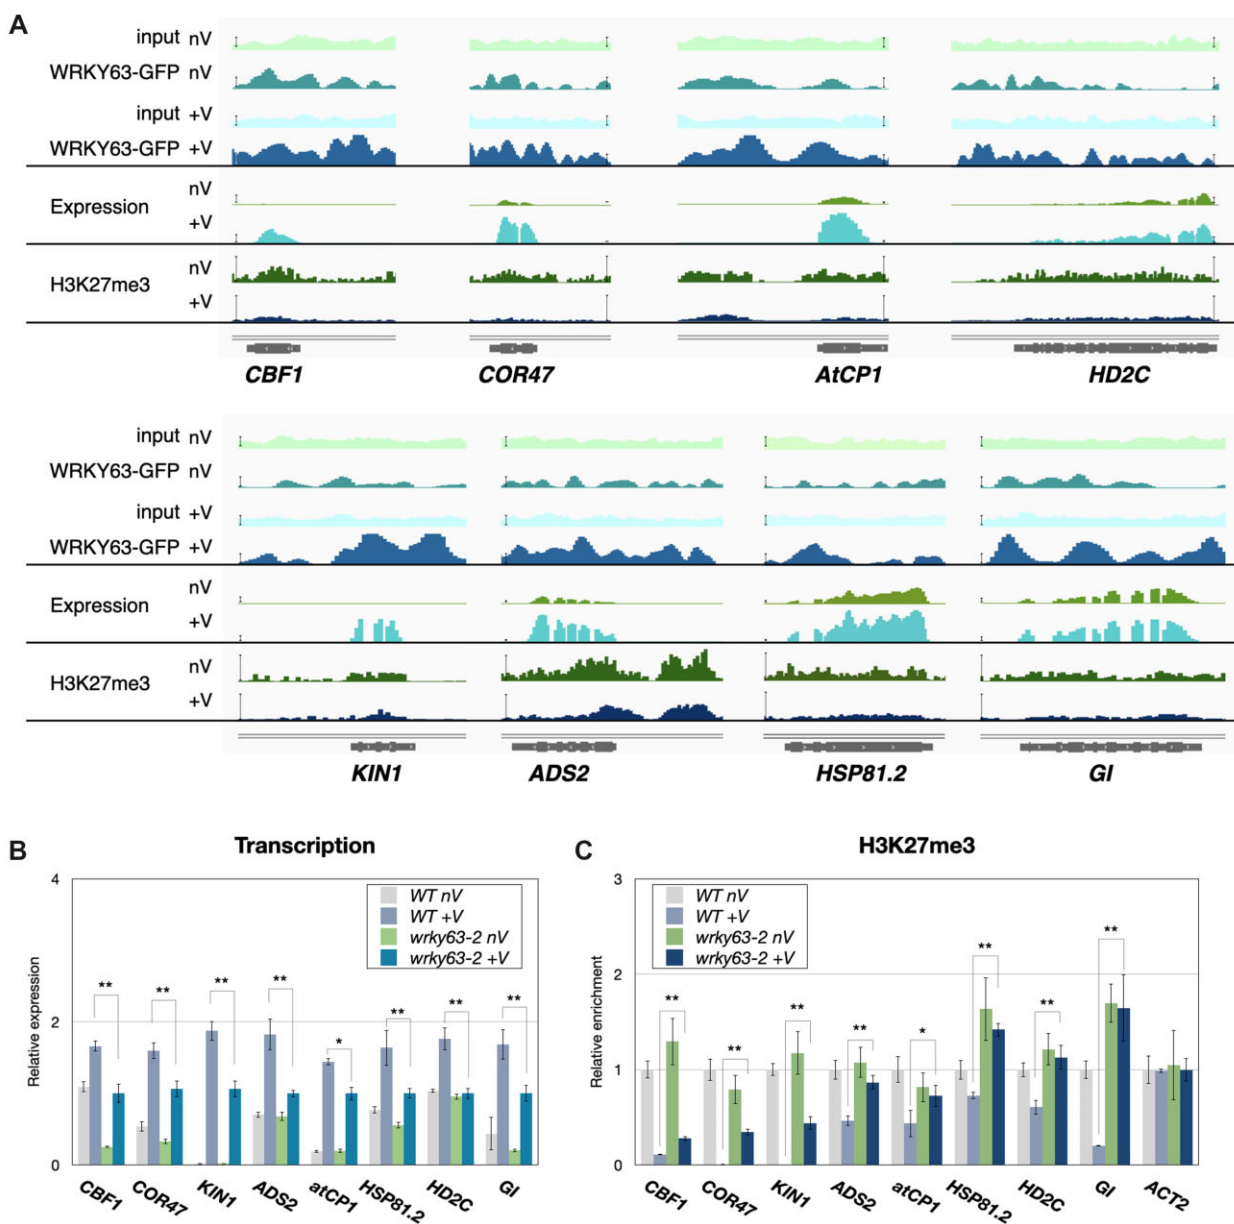 A
input nV
WRKY63-GFP nV
input +V
WRKY63-GFP +V
Expression nV
+V
H3K27me3 nV
+V
CBF1 COR47 AtCP1 HD2C
input nV
WRKY63-GFP nV
input +V
WRKY63-GFP +V
Expression nV
+V
H3K27me3 nV
+V
KIN1 ADS2 HSP81.2 GI
B Transcription
4
WT nV
WT +V
wrky63-2 nV
wrky63-2 +V
** ** ** ** * ** ** **
2
Relative expression
0
CBF1 COR47 KIN1 ADS2 atCP1 HSP81.2 HD2C GI
C H3K27me3
3
WT nV
WT +V
wrky63-2 nV
wrky63-2 +V
** ** ** ** * ** ** **
2
Relative enrichment
1
0
CBF1 COR47 KIN1 ADS2 atCP1 HSP81.2 HD2C GI ACT2